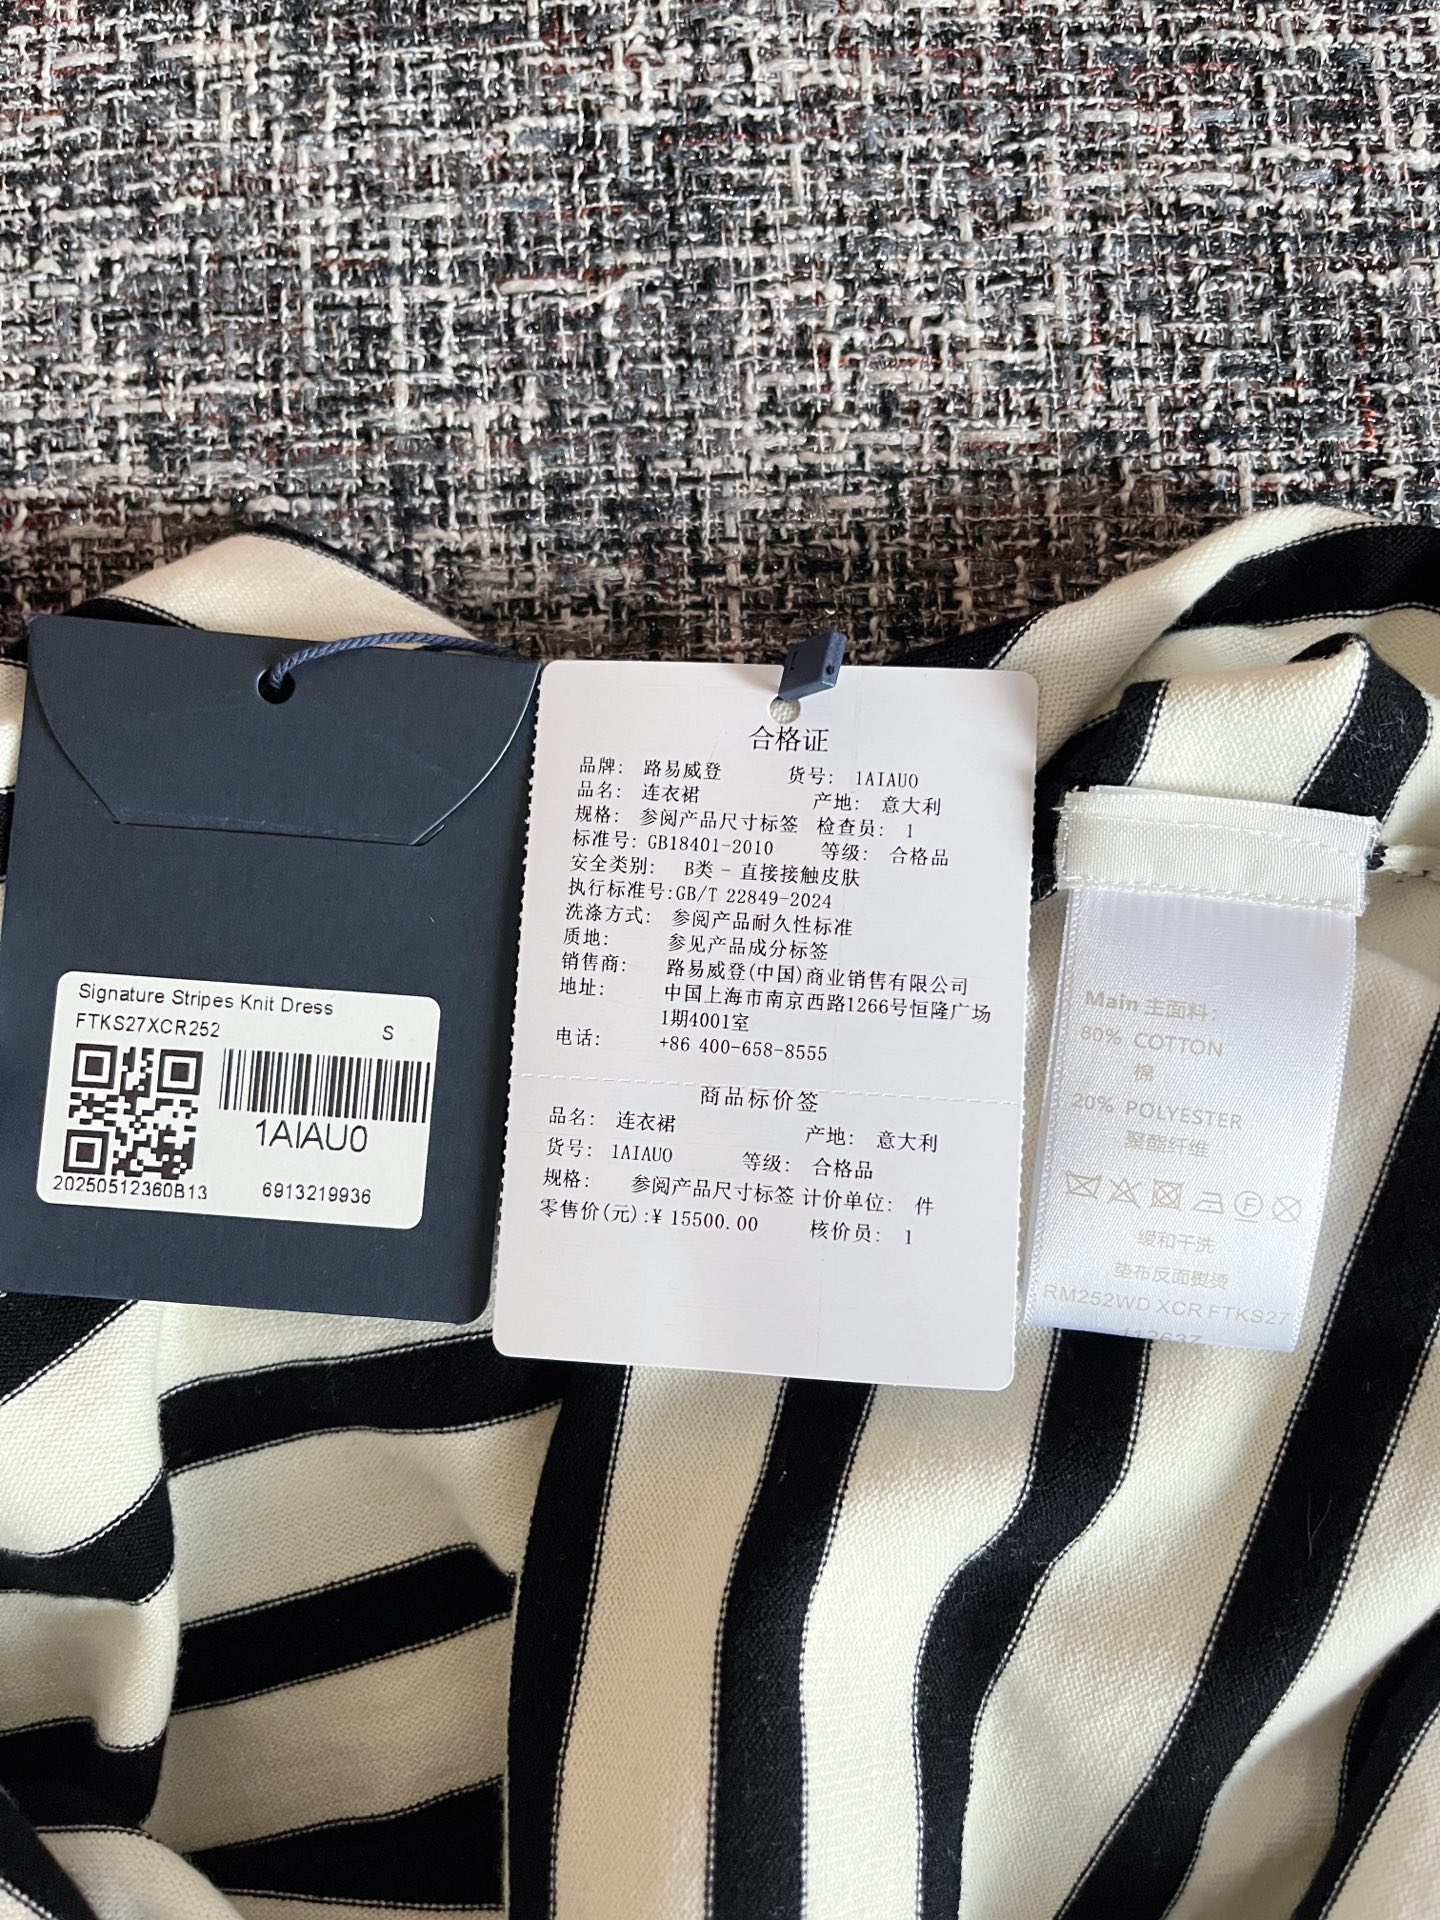 Signature Stripes Knit Dress
FTKS27XCR252 S
1AIAU0
20250512360B13 6913219936
合格证
品牌: 路易威登 货号: 1AIAU0
品名: 连衣裙 产地: 意大利
规格: 参阅产品尺寸标签 检查员: 1
标准号: GB18401-2010 等级: 合格品
安全类别: B类 - 直接接触皮肤
执行标准号:GB/T 22849-2024
洗涤方式: 参阅产品耐久性标准
质地: 参见产品成分标签
销售商: 路易威登(中国)商业销售有限公司
地址: 中国上海市南京西路1266号恒隆广场
1期4001室
电话: +86 400-658-8555
商品标价签
品名: 连衣裙 产地: 意大利
货号: 1AIAU0 等级: 合格品
规格: 参阅产品尺寸标签 计价单位: 件
零售价(元):¥ 15500.00 核价员: 1
Main 主面料:
80% COTTON
棉
20% POLYESTER
聚酯纤维
缓和干洗
垫布反面熨烫
RM252WD XCR FTKS27